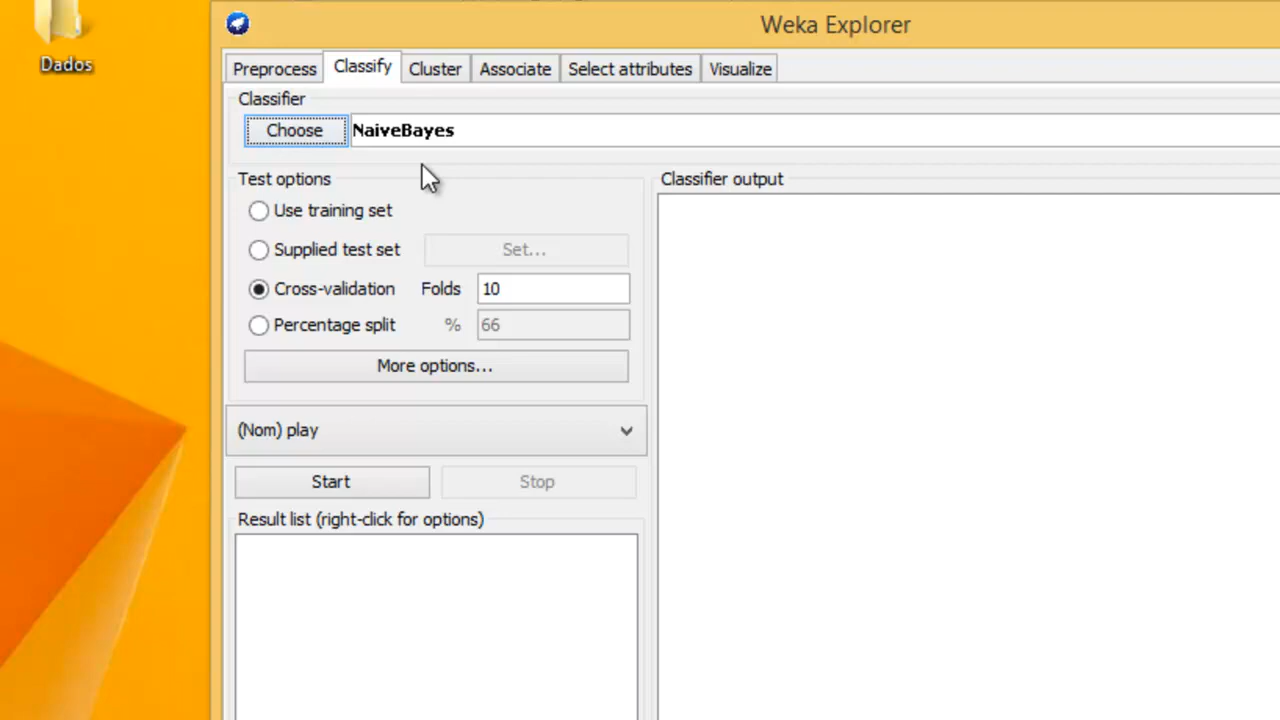 Dados
Weka Explorer
Preprocess Classify Cluster Associate Select attributes Visualize
Classifier
Choose NaiveBayes
Test options
Use training set
Supplied test set Set...
Cross-validation Folds 10
Percentage split % 66
More options...
(Nom) play
Start Stop
Result list (right-click for options)
Classifier output